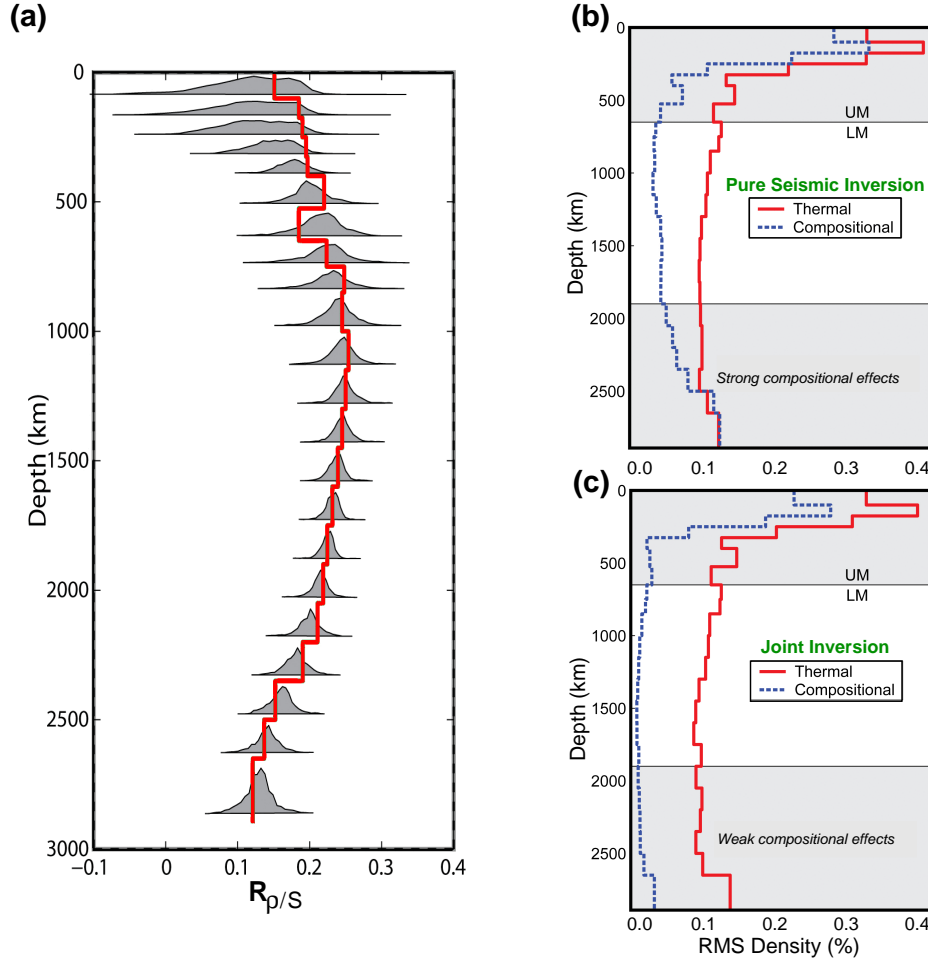 (a)
0
500
1000
1500
2000
2500
3000
Depth (km)
−0.1
0
0.1
0.2
0.3
0.4
Rρ/S
(b)
0
500
1000
1500
2000
2500
Depth (km)
UM
LM
Pure Seismic Inversion
Thermal
Compositional
Strong compositional effects
0.0
0.1
0.2
0.3
0.4
(c)
0
500
1000
1500
2000
2500
Depth (km)
UM
LM
Joint Inversion
Thermal
Compositional
Weak compositional effects
0.0
0.1
0.2
0.3
0.4
RMS Density (%)